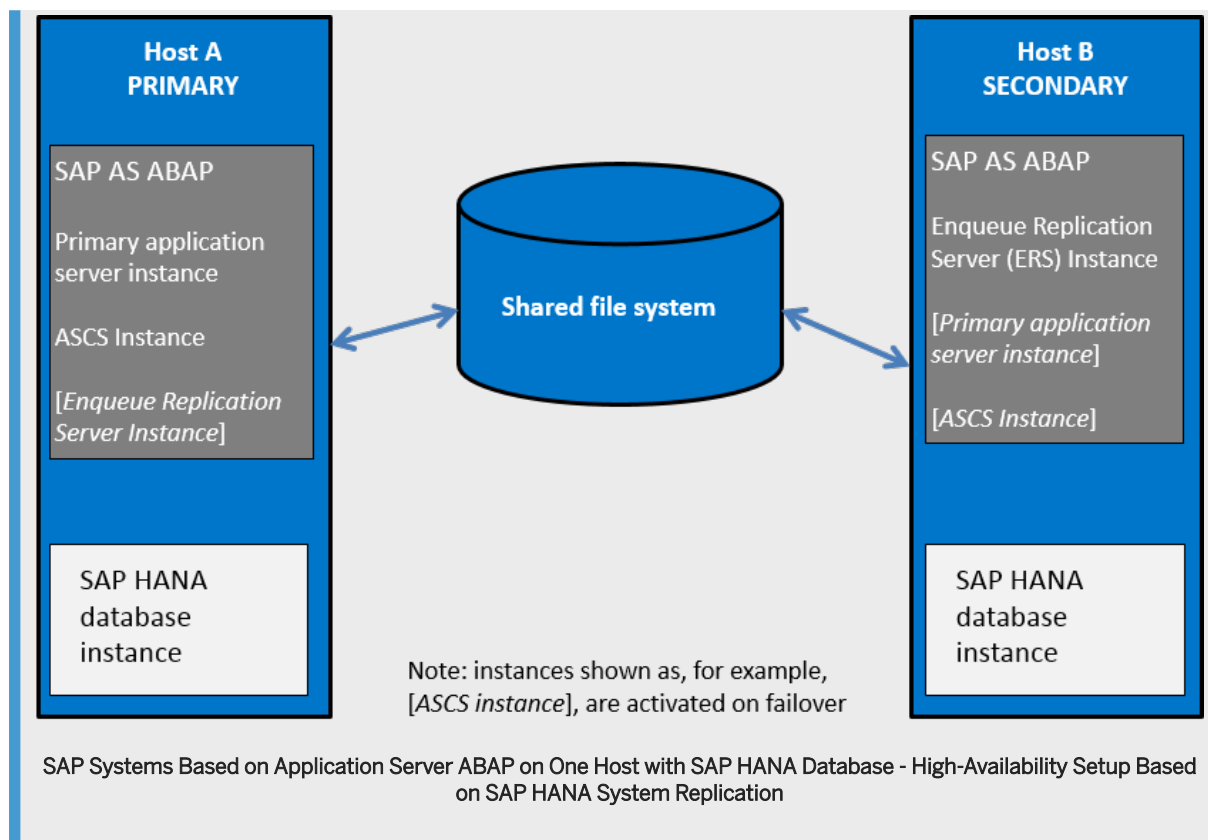 Host A
PRIMARY
SAP AS ABAP
Primary application
server instance
ASCS Instance
[Enqueue Replication
Server Instance]
SAP HANA
database
instance
Shared file system
Note: instances shown as, for example,
[ASCS instance], are activated on failover
Host B
SECONDARY
SAP AS ABAP
Enqueue Replication
Server (ERS) Instance
[Primary application
server instance]
[ASCS Instance]
SAP HANA
database
instance
SAP Systems Based on Application Server ABAP on One Host with SAP HANA Database - High-Availability Setup Based
on SAP HANA System Replication